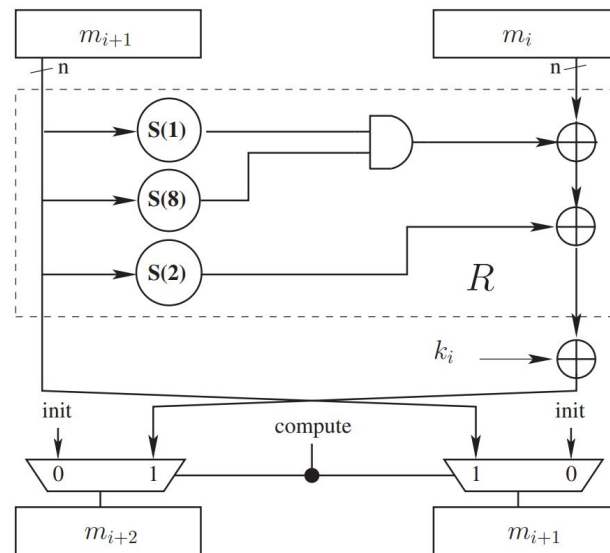 m_{i+1} m_i
n n
S(1)
S(8)
S(2)
R
k_i
init compute init
0 1 1 0
m_{i+2} m_{i+1}